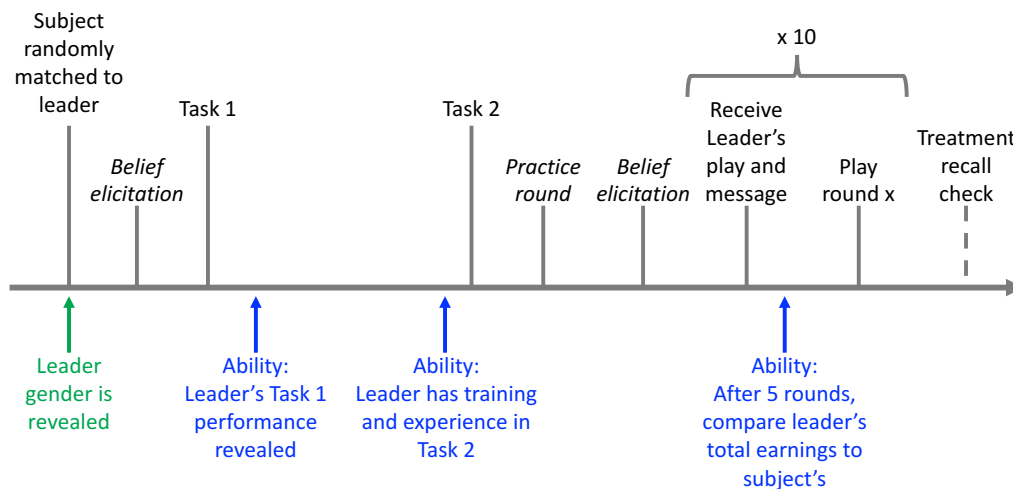 Subject
randomly
matched to
leader
Belief
elicitation
Task 1
Task 2
Practice
round
Belief
elicitation
x 10
Receive
Leader's
play and
message
Play
round x
Treatment
recall
check
Leader
gender is
revealed
Ability:
Leader's Task 1
performance
revealed
Ability:
Leader has training
and experience in
Task 2
Ability:
After 5 rounds,
compare leader's
total earnings to
subject's